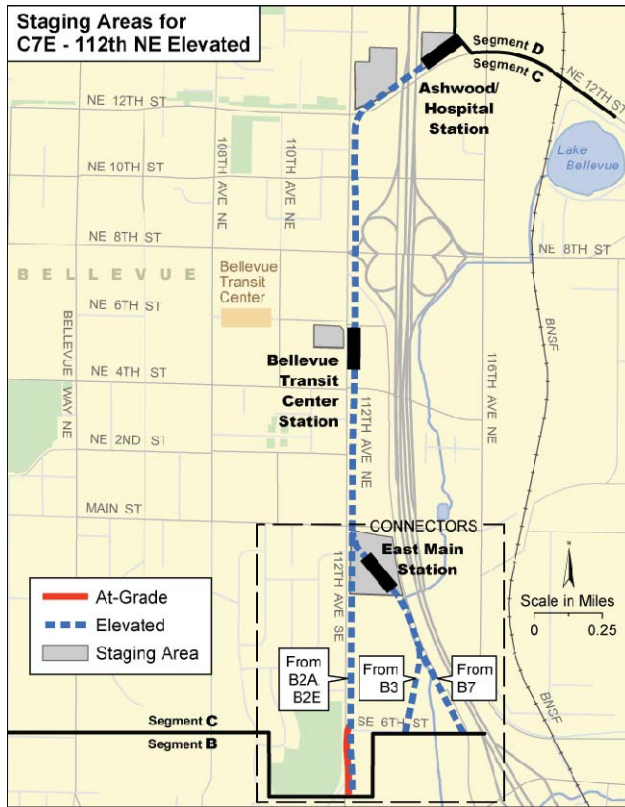 Staging Areas for
C7E - 112th NE Elevated
Segment D
Segment C
NE 12TH ST
Ashwood/
Hospital
Station
NE 12TH ST
108TH AVE NE
110TH AVE NE
Lake
Bellevue
NE 10TH ST
NE 8TH ST
NE 8TH ST
BELLEVUE
Bellevue
Transit
Center
NE 6TH ST
BELLEVUE WAY NE
BNSF
Bellevue
Transit
Center
Station
116TH AVE NE
NE 4TH ST
112TH AVE NE
NE 2ND ST
MAIN ST
CONNECTORS
East Main
Station
112TH AVE SE
At-Grade
Elevated
Staging Area
Scale in Miles
0 0.25
From
B2A,
B2E
From
B3
From
B7
SE 6TH ST
Segment C
Segment B